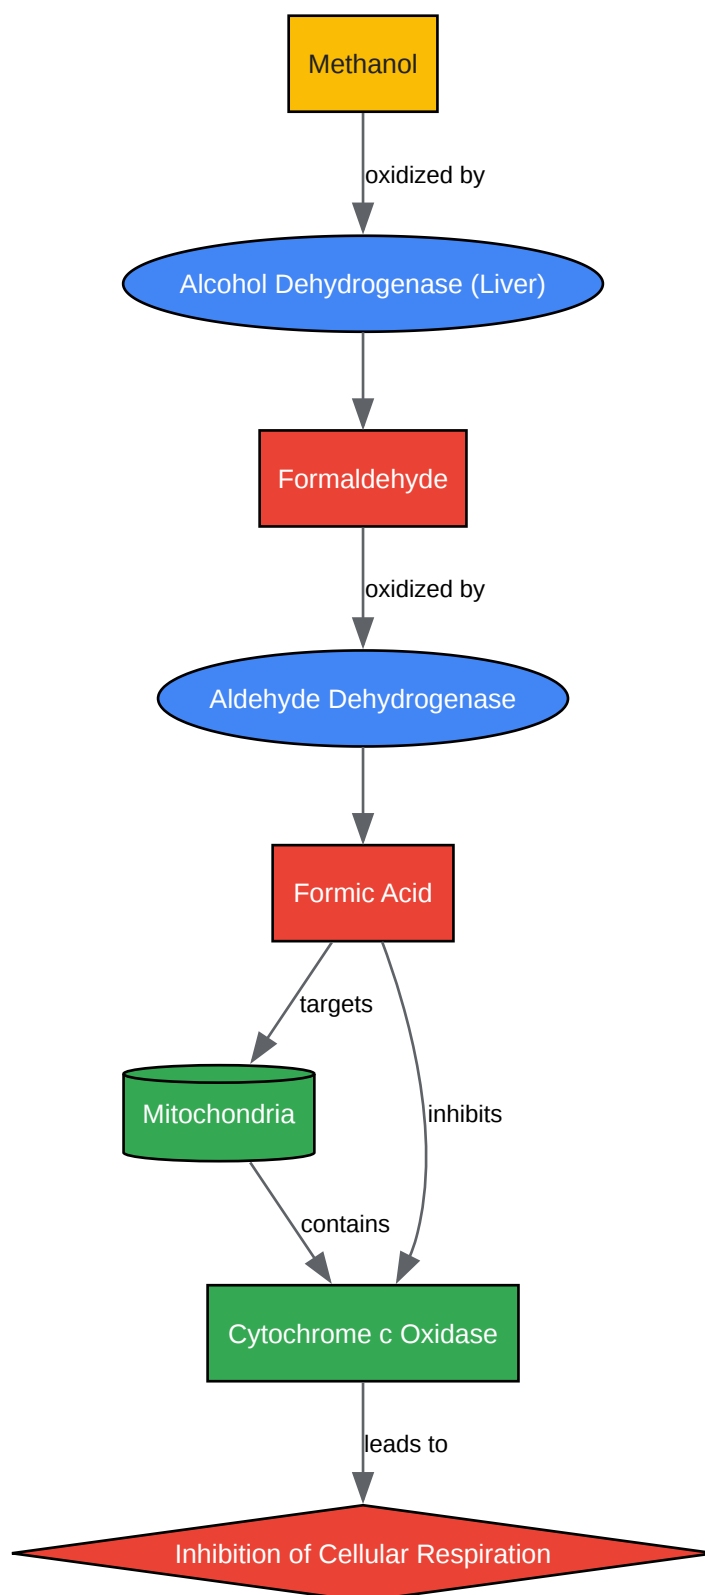 Methanol
oxidized by
Alcohol Dehydrogenase (Liver)
Formaldehyde
oxidized by
Aldehyde Dehydrogenase
Formic Acid
targets
Mitochondria
inhibits
contains
Cytochrome c Oxidase
leads to
Inhibition of Cellular Respiration